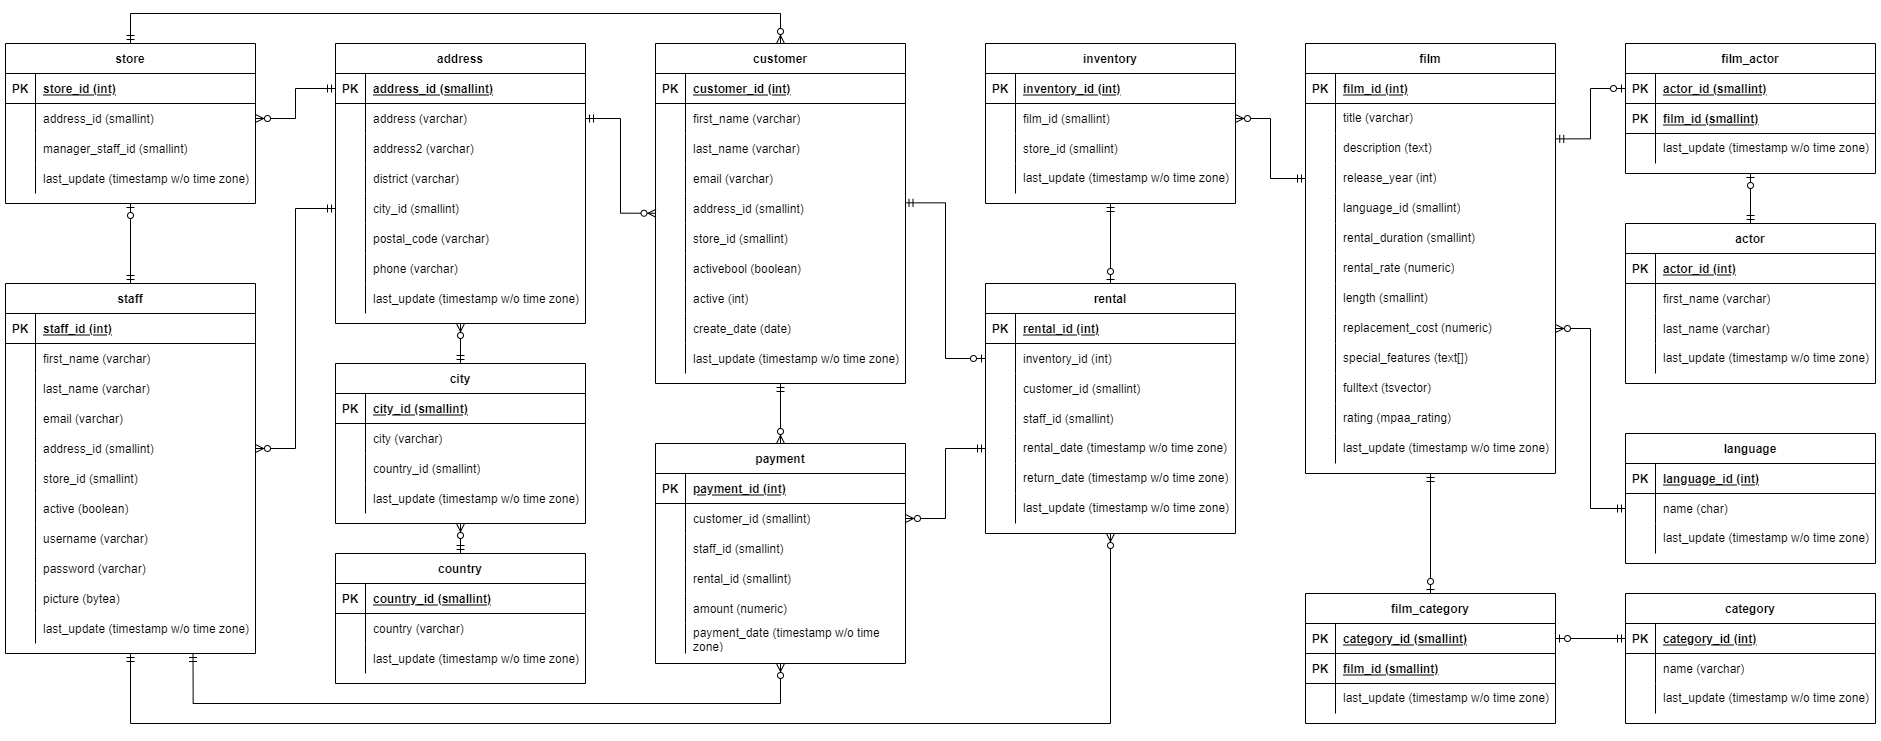 store
PK store_id (int)
address_id (smallint)
manager_staff_id (smallint)
last_update (timestamp w/o time zone)
staff
PK staff_id (int)
first_name (varchar)
last_name (varchar)
email (varchar)
address_id (smallint)
store_id (smallint)
active (boolean)
username (varchar)
password (varchar)
picture (bytea)
last_update (timestamp w/o time zone)
address
PK address_id (smallint)
address (varchar)
address2 (varchar)
district (varchar)
city_id (smallint)
postal_code (varchar)
phone (varchar)
last_update (timestamp w/o time zone)
city
PK city_id (smallint)
city (varchar)
country_id (smallint)
last_update (timestamp w/o time zone)
country
PK country_id (smallint)
country (varchar)
last_update (timestamp w/o time zone)
customer
PK customer_id (int)
first_name (varchar)
last_name (varchar)
email (varchar)
address_id (smallint)
store_id (smallint)
activebool (boolean)
active (int)
create_date (date)
last_update (timestamp w/o time zone)
payment
PK payment_id (int)
customer_id (smallint)
staff_id (smallint)
rental_id (smallint)
amount (numeric)
payment_date (timestamp w/o time
zone)
inventory
PK inventory_id (int)
film_id (smallint)
store_id (smallint)
last_update (timestamp w/o time zone)
rental
PK rental_id (int)
inventory_id (int)
customer_id (smallint)
staff_id (smallint)
rental_date (timestamp w/o time zone)
return_date (timestamp w/o time zone)
last_update (timestamp w/o time zone)
film
PK film_id (int)
title (varchar)
description (text)
release_year (int)
language_id (smallint)
rental_duration (smallint)
rental_rate (numeric)
length (smallint)
replacement_cost (numeric)
special_features (text[])
fulltext (tsvector)
rating (mpaa_rating)
last_update (timestamp w/o time zone)
film_category
PK category_id (smallint)
PK film_id (smallint)
last_update (timestamp w/o time zone)
film_actor
PK actor_id (smallint)
PK film_id (smallint)
last_update (timestamp w/o time zone)
actor
PK actor_id (int)
first_name (varchar)
last_name (varchar)
last_update (timestamp w/o time zone)
language
PK language_id (int)
name (char)
last_update (timestamp w/o time zone)
category
PK category_id (int)
name (varchar)
last_update (timestamp w/o time zone)